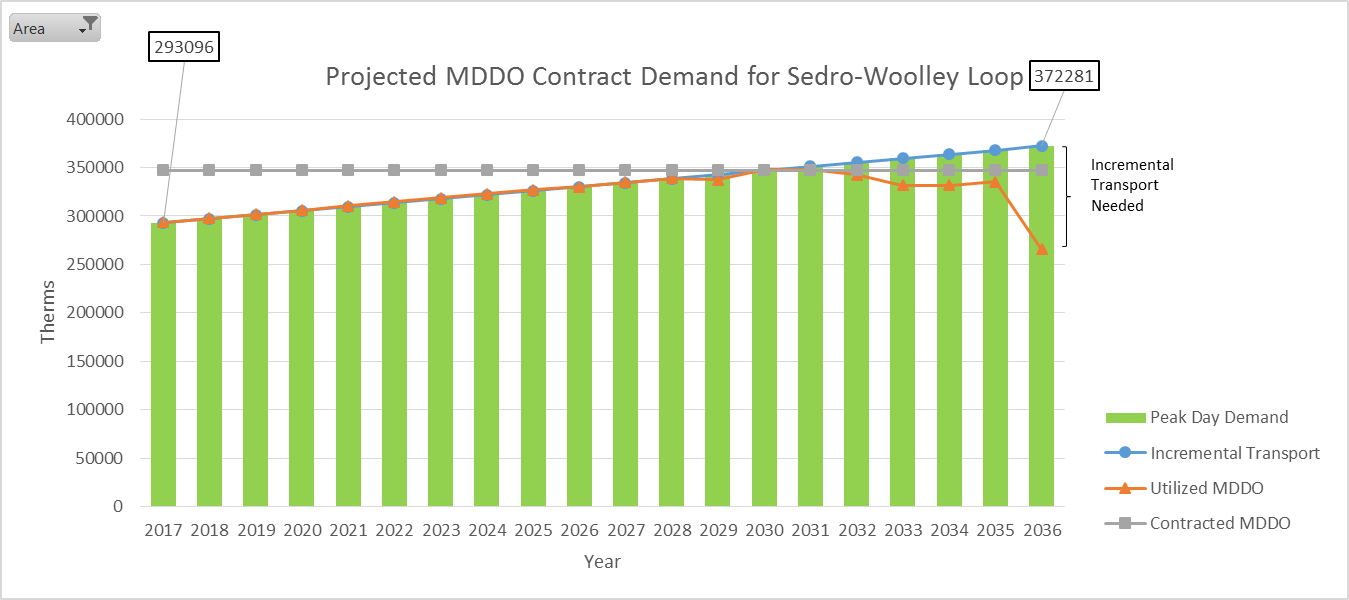 Area
293096
Projected MDDO Contract Demand for Sedro-Woolley Loop
372281
400000
350000
300000
250000
200000
150000
100000
50000
0
Therms
Incremental
Transport
Needed
2017 2018 2019 2020 2021 2022 2023 2024 2025 2026 2027 2028 2029 2030 2031 2032 2033 2034 2035 2036
Year
Peak Day Demand
Incremental Transport
Utilized MDDO
Contracted MDDO